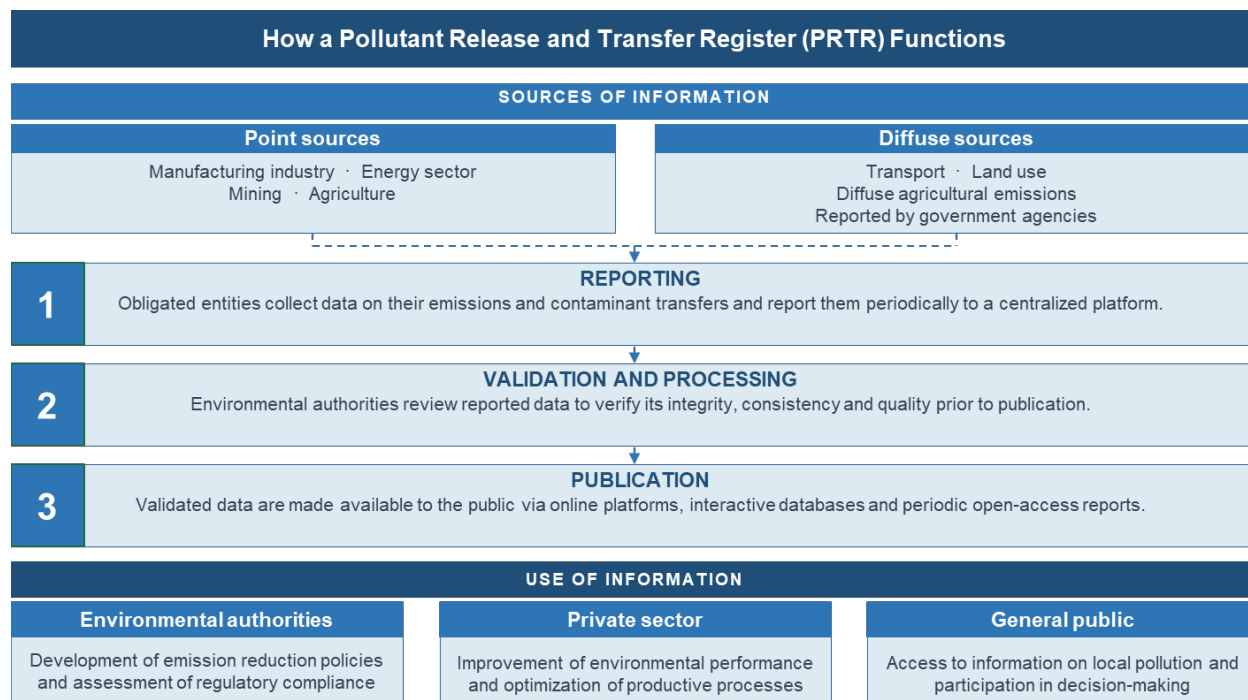 How a Pollutant Release and Transfer Register (PRTR) Functions
SOURCES OF INFORMATION
Point sources
Manufacturing industry · Energy sector
Mining · Agriculture
Diffuse sources
Transport · Land use
Diffuse agricultural emissions
Reported by government agencies
1
REPORTING
Obligated entities collect data on their emissions and contaminant transfers and report them periodically to a centralized platform.
2
VALIDATION AND PROCESSING
Environmental authorities review reported data to verify its integrity, consistency and quality prior to publication.
3
PUBLICATION
Validated data are made available to the public via online platforms, interactive databases and periodic open-access reports.
USE OF INFORMATION
Environmental authorities
Development of emission reduction policies
and assessment of regulatory compliance
Private sector
Improvement of environmental performance
and optimization of productive processes
General public
Access to information on local pollution and
participation in decision-making